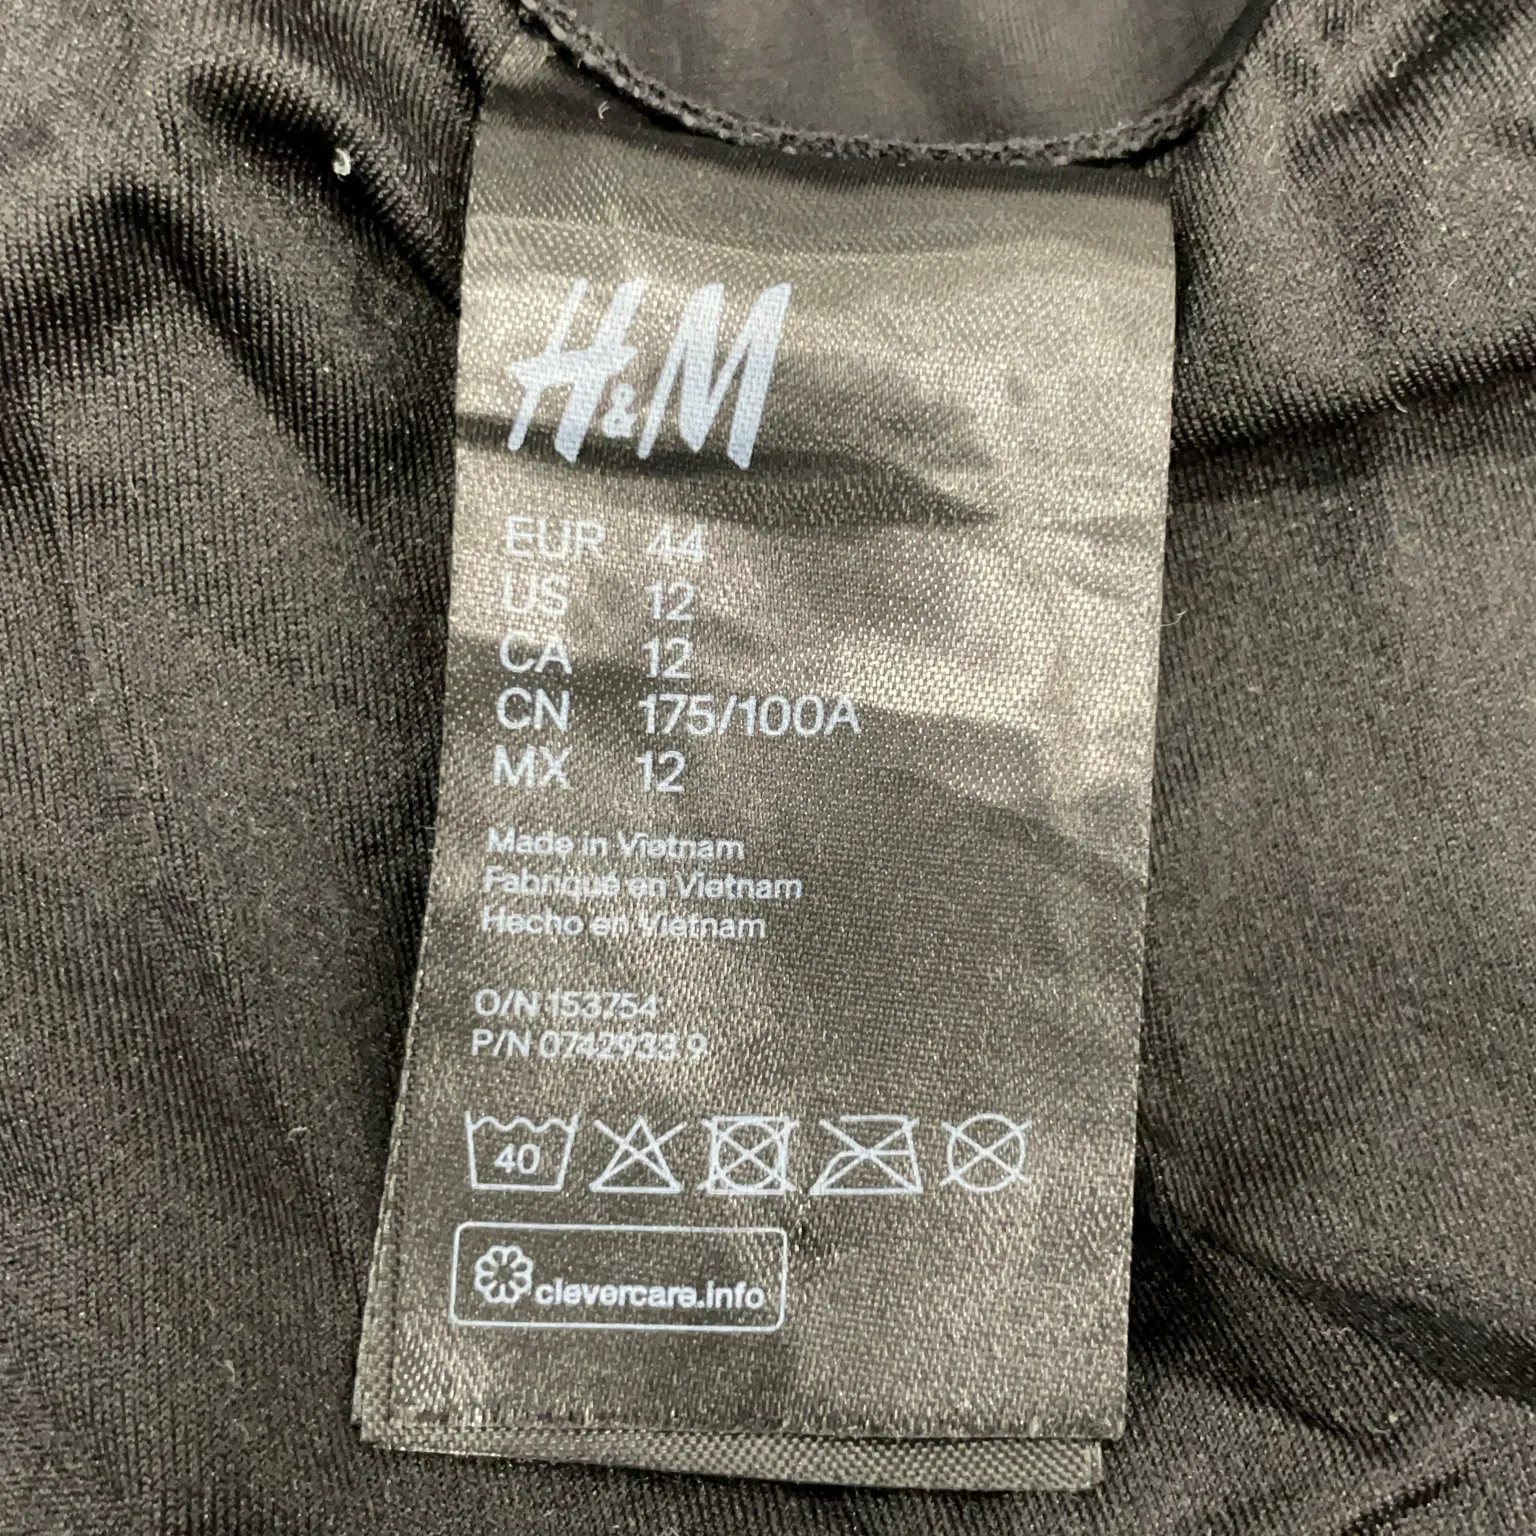 H&M
EUR 44
US 12
CA 12
CN 175/100A
MX 12
Made in Vietnam
Fabriqué en Vietnam
Hecho en Vietnam
O/N 153754
P/N 0742933.9
40
clevercare.info